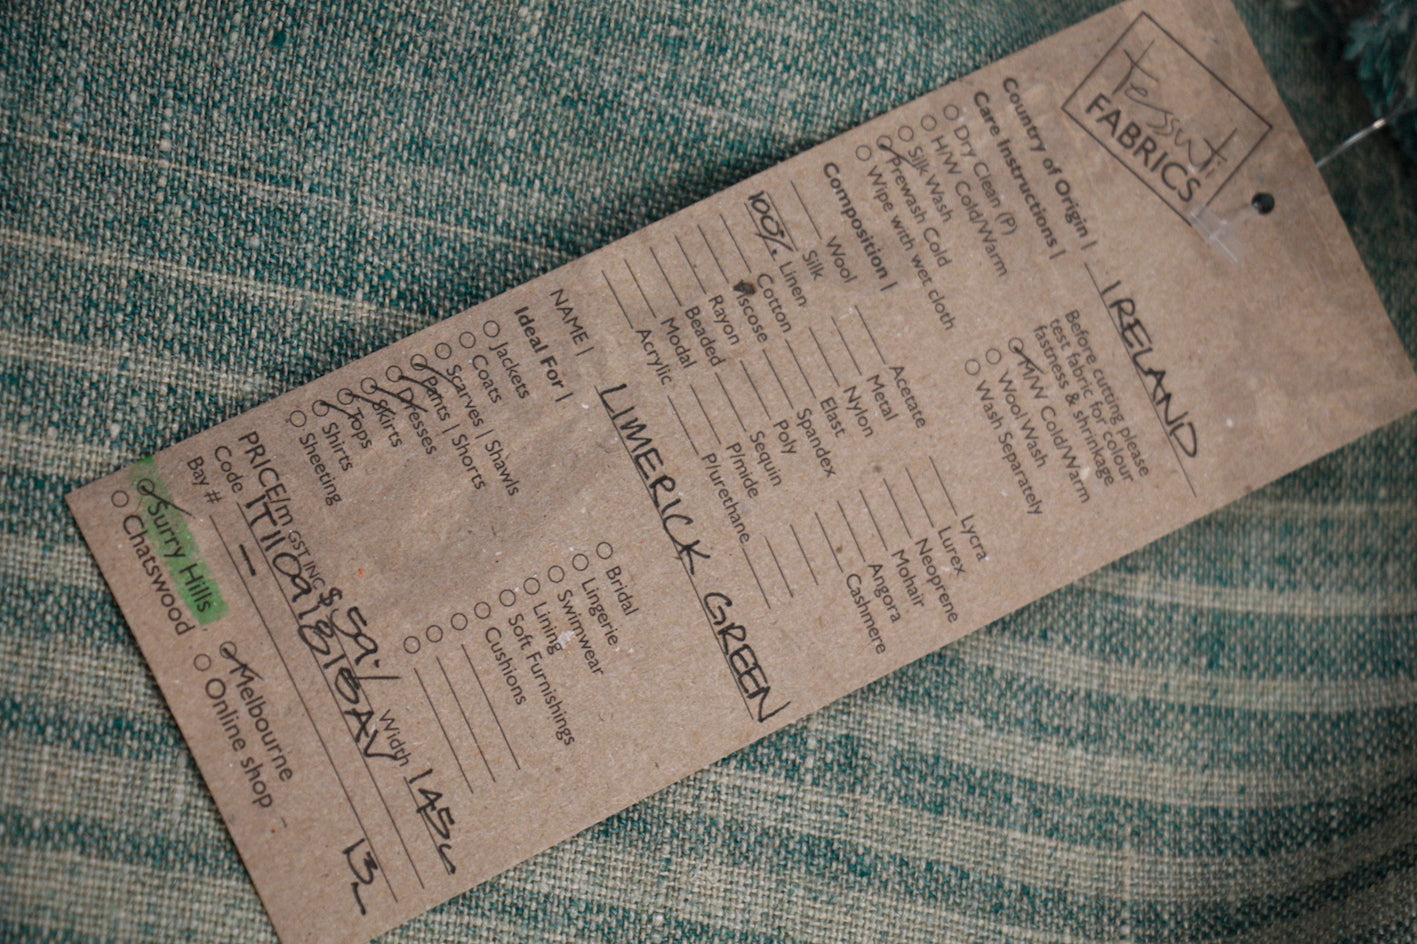 Tessuti
FABRICS
Country of Origin | IRELAND
Care Instructions |
Dry Clean (P)
H/W Cold/Warm
Silk Wash
Prewash Cold
Wipe with wet cloth
Before cutting please
test fabric for colour
fastness & shrinkage
M/W Cold/Warm
Wool Wash
Wash Separately
Composition |
Wool Acetate Lycra
Silk Metal Lurex
100% Linen Nylon Neoprene
Cotton Elast Mohair
Viscose Spandex Angora
Rayon Poly Cashmere
Beaded Sequin
Modal P/mide
Acrylic P/urethane
NAME | LIMERICK GREEN
Ideal For |
Jackets Bridal
Coats Lingerie
Scarves | Shawls Swimwear
Pants | Shorts Lining
Dresses Soft Furnishings
Skirts Cushions
Tops
Shirts
Sheeting
PRICE/m GST INC $59./ Width 145c
Code
Bay # — 13
Surry Hills Melbourne
Chatswood Online shop